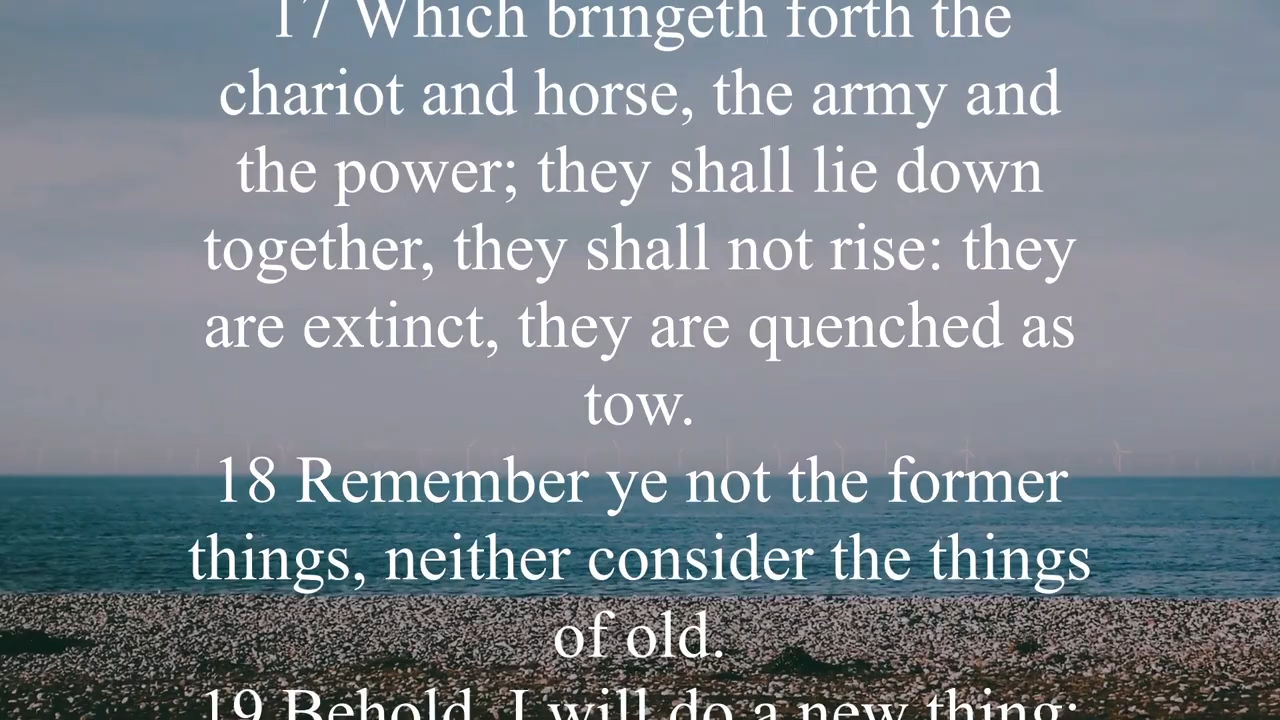 17 Which bringeth forth the
chariot and horse, the army and
the power; they shall lie down
together, they shall not rise: they
are extinct, they are quenched as
tow.
18 Remember ye not the former
things, neither consider the things
of old.
19 Behold, I will do a new thing;